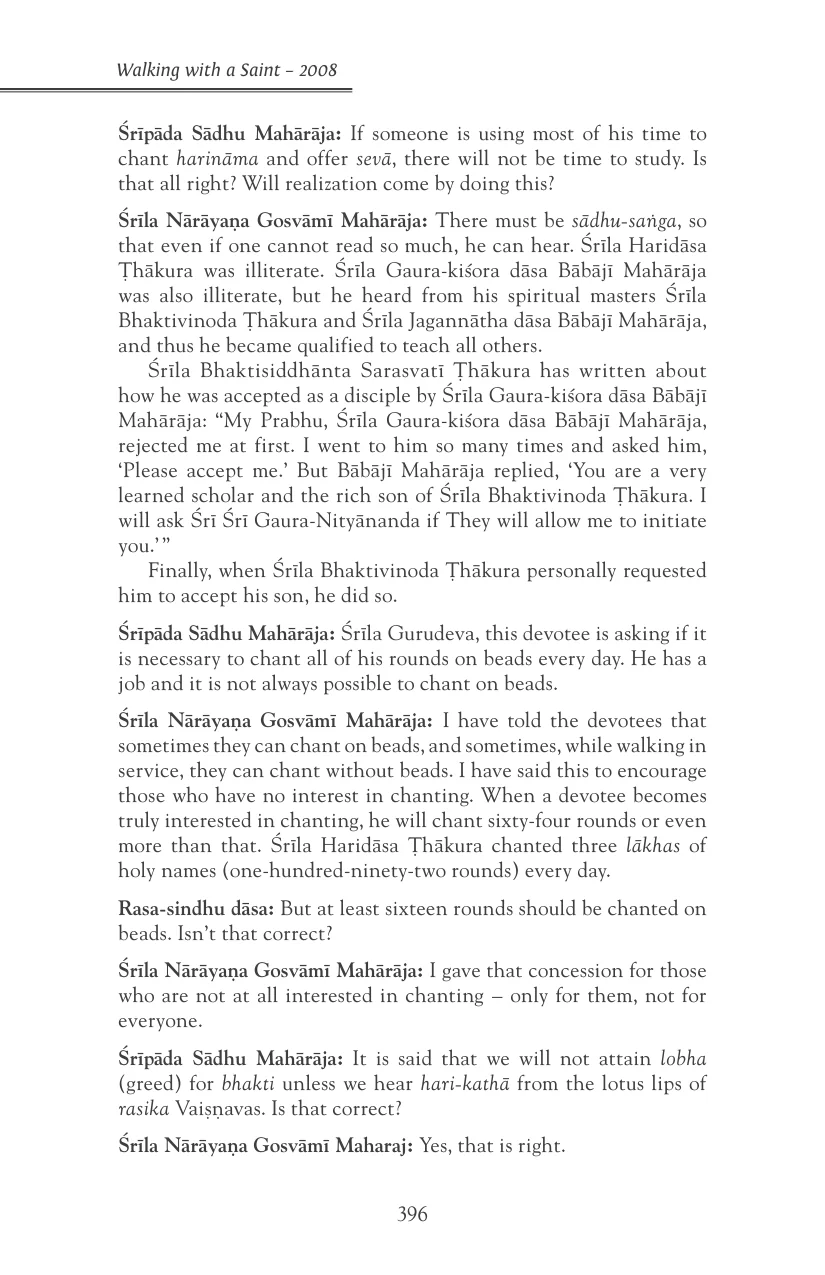 Walking with a Saint – 2008
Śrīpāda Sādhu Mahārāja: If someone is using most of his time to
chant harināma and offer sevā, there will not be time to study. Is
that all right? Will realization come by doing this?
Śrīla Nārāyaṇa Gosvāmī Mahārāja: There must be sādhu-saṅga, so
that even if one cannot read so much, he can hear. Śrīla Haridāsa
Ṭhākura was illiterate. Śrīla Gaura-kiśora dāsa Bābājī Mahārāja
was also illiterate, but he heard from his spiritual masters Śrīla
Bhaktivinoda Ṭhākura and Śrīla Jagannātha dāsa Bābājī Mahārāja,
and thus he became qualified to teach all others.
Śrīla Bhaktisiddhānta Sarasvatī Ṭhākura has written about
how he was accepted as a disciple by Śrīla Gaura-kiśora dāsa Bābājī
Mahārāja: “My Prabhu, Śrīla Gaura-kiśora dāsa Bābājī Mahārāja,
rejected me at first. I went to him so many times and asked him,
‘Please accept me.’ But Bābājī Mahārāja replied, ‘You are a very
learned scholar and the rich son of Śrīla Bhaktivinoda Ṭhākura. I
will ask Śrī Śrī Gaura-Nityānanda if They will allow me to initiate
you.’”
Finally, when Śrīla Bhaktivinoda Ṭhākura personally requested
him to accept his son, he did so.
Śrīpāda Sādhu Mahārāja: Śrīla Gurudeva, this devotee is asking if it
is necessary to chant all of his rounds on beads every day. He has a
job and it is not always possible to chant on beads.
Śrīla Nārāyaṇa Gosvāmī Mahārāja: I have told the devotees that
sometimes they can chant on beads, and sometimes, while walking in
service, they can chant without beads. I have said this to encourage
those who have no interest in chanting. When a devotee becomes
truly interested in chanting, he will chant sixty-four rounds or even
more than that. Śrīla Haridāsa Ṭhākura chanted three lākhas of
holy names (one-hundred-ninety-two rounds) every day.
Rasa-sindhu dāsa: But at least sixteen rounds should be chanted on
beads. Isn’t that correct?
Śrīla Nārāyaṇa Gosvāmī Mahārāja: I gave that concession for those
who are not at all interested in chanting – only for them, not for
everyone.
Śrīpāda Sādhu Mahārāja: It is said that we will not attain lobha
(greed) for bhakti unless we hear hari-kathā from the lotus lips of
rasika Vaiṣṇavas. Is that correct?
Śrīla Nārāyaṇa Gosvāmī Maharaj: Yes, that is right.
396